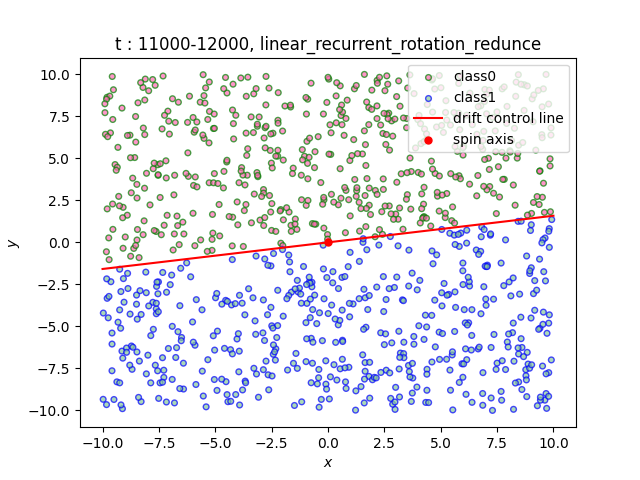 t : 11000-12000, linear_recurrent_rotation_redunce
class0
class1
drift control line
spin axis
y
10.0
7.5
5.0
2.5
0.0
−2.5
−5.0
−7.5
−10.0
−10.0 −7.5 −5.0 −2.5 0.0 2.5 5.0 7.5 10.0
x